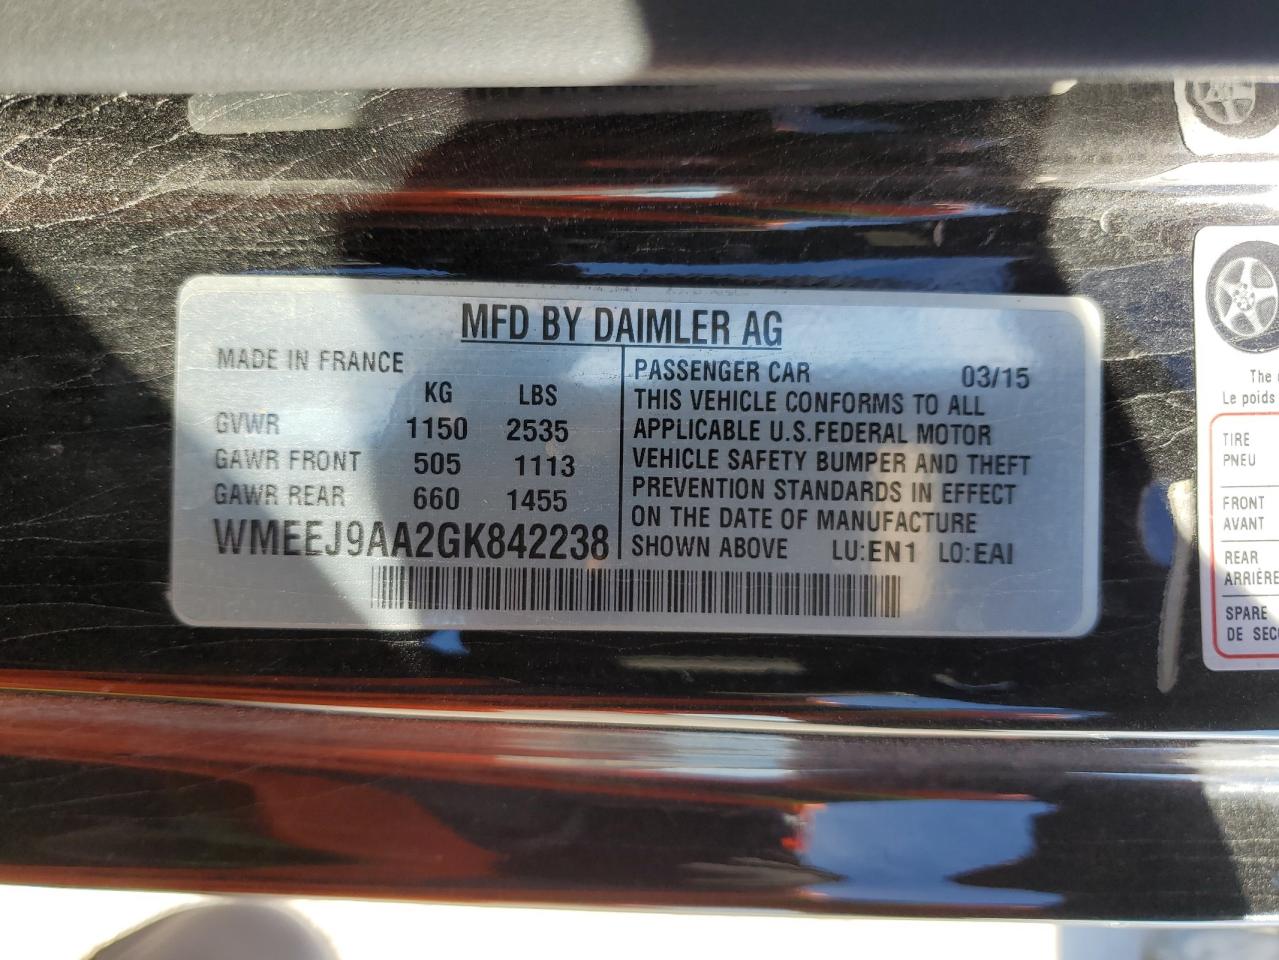 MFD BY DAIMLER AG
MADE IN FRANCE
KG LBS
GVWR 1150 2535
GAWR FRONT 505 1113
GAWR REAR 660 1455
WMEEJ9AA2GK842238
PASSENGER CAR 03/15
THIS VEHICLE CONFORMS TO ALL
APPLICABLE U.S.FEDERAL MOTOR
VEHICLE SAFETY BUMPER AND THEFT
PREVENTION STANDARDS IN EFFECT
ON THE DATE OF MANUFACTURE
SHOWN ABOVE LU:EN1 LO:EAI
The
Le poids
TIRE
PNEU
FRONT
AVANT
REAR
ARRIÈRE
SPARE
DE